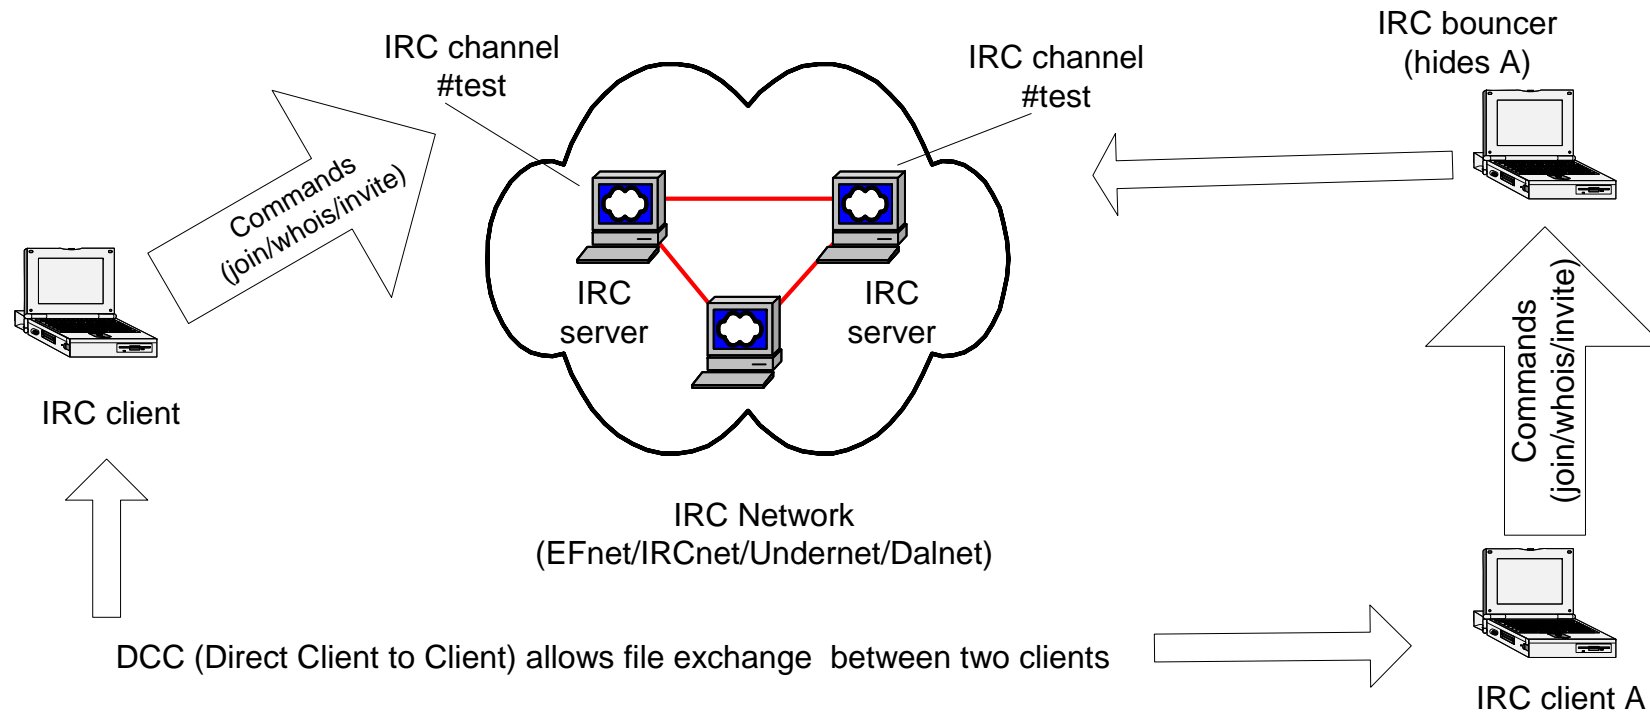 IRC channel
#test
IRC channel
#test
IRC bouncer
(hides A)
Commands
(join/whois/invite)
IRC
server
IRC
server
IRC client
Commands
(join/whois/invite)
IRC Network
(EFnet/IRCnet/Undernet/Dalnet)
DCC (Direct Client to Client) allows file exchange  between two clients
IRC client A